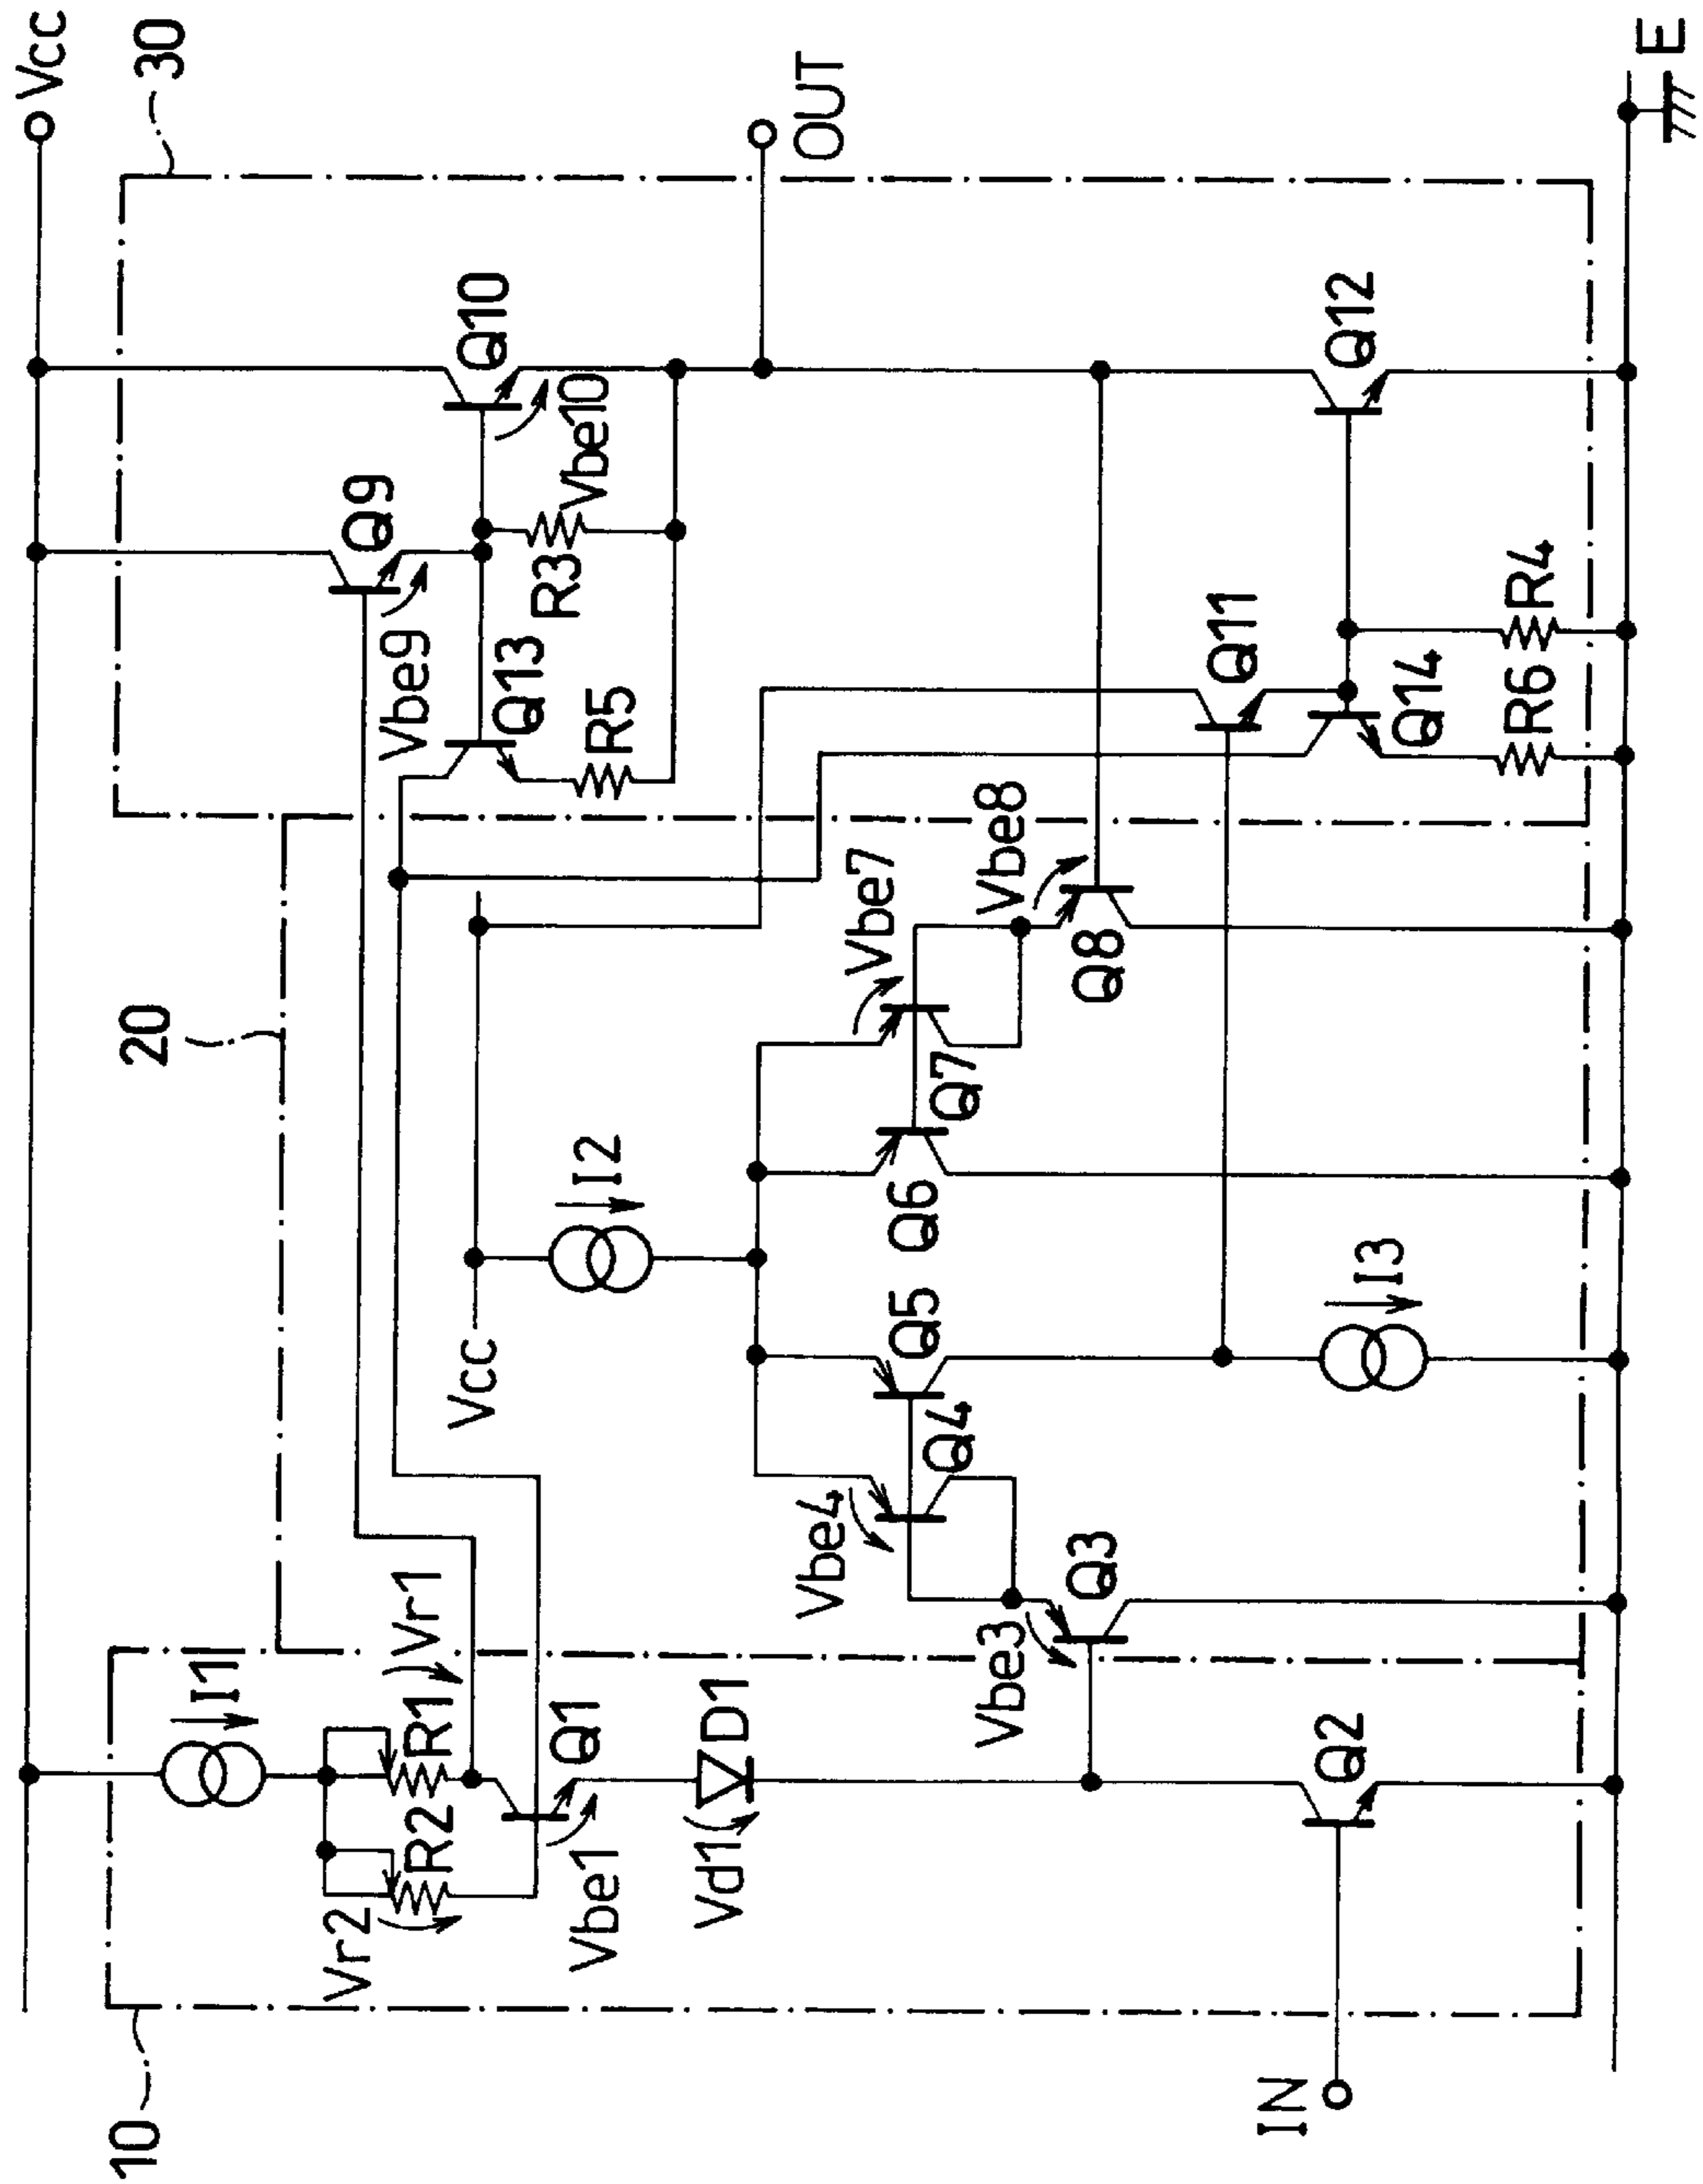 10
IN
Vr2
R2
R1
Vr1
I1
Vbe1
Q1
Vd1
D1
Q2
20
Vcc
I2
Vbe4
Q4
Q5
Vbe3
Q3
I3
Q6
Q7
Vbe7
Q8
Vbe8
30
Vbe9
Q9
Q13
R5
R3
Q10
Vbe10
Q11
Q14
R6
R4
Q12
Vcc
OUT
E